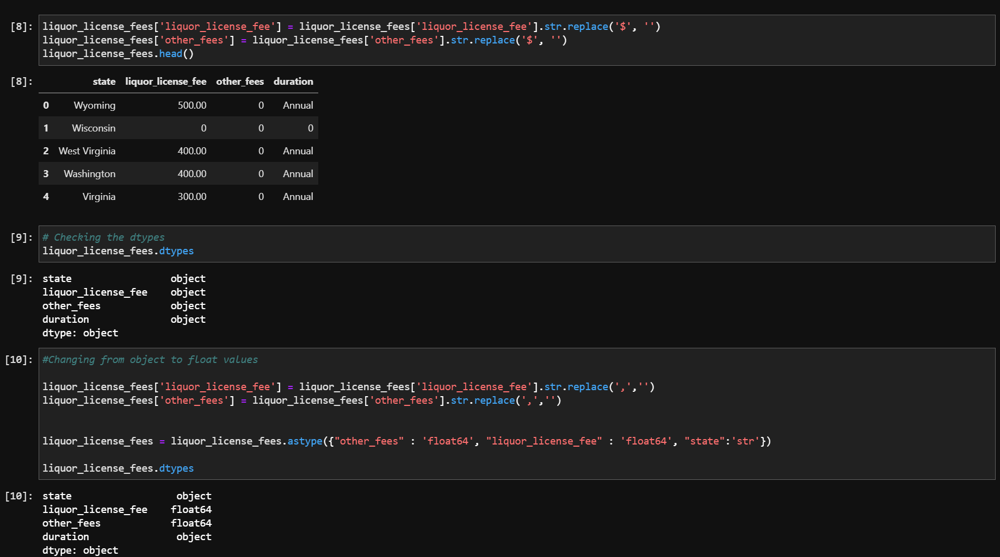 [8]: liquor_license_fees['liquor_license_fee'] = liquor_license_fees['liquor_license_fee'].str.replace('$', '')
liquor_license_fees['other_fees'] = liquor_license_fees['other_fees'].str.replace('$', '')
liquor_license_fees.head()
[8]: state liquor_license_fee other_fees duration
0 Wyoming 500.00 0 Annual
1 Wisconsin 0 0 0
2 West Virginia 400.00 0 Annual
3 Washington 400.00 0 Annual
4 Virginia 300.00 0 Annual
[9]: # Checking the dtypes
liquor_license_fees.dtypes
[9]: state object
liquor_license_fee object
other_fees object
duration object
dtype: object
[10]: #Changing from object to float values
liquor_license_fees['liquor_license_fee'] = liquor_license_fees['liquor_license_fee'].str.replace(',','')
liquor_license_fees['other_fees'] = liquor_license_fees['other_fees'].str.replace(',','')
liquor_license_fees = liquor_license_fees.astype({"other_fees" : 'float64', "liquor_license_fee" : 'float64', "state":'str'})
liquor_license_fees.dtypes
[10]: state object
liquor_license_fee float64
other_fees float64
duration object
dtype: object